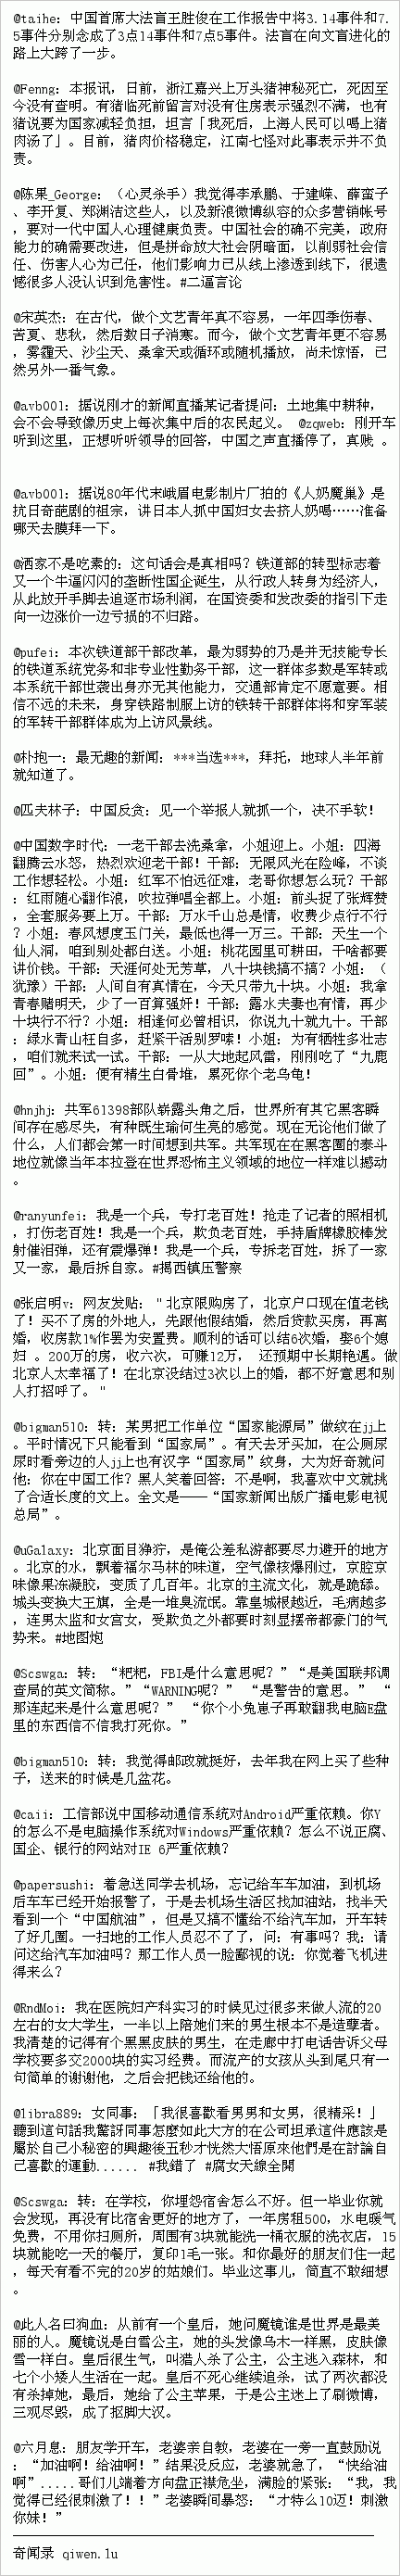 @taihe: 中国首席大法盲王胜俊在工作报告中将3.14事件和7.
5事件分别念成了3点14事件和7点5事件。法盲在向文盲进化的
路上大跨了一步。
@Fenng: 本报讯，日前，浙江嘉兴上万头猪神秘死亡，死因至
今没有查明。有猪临死前留言对没有住房表示强烈不满，也有
猪说要为国家减轻负担，坦言「我死后，上海人民可以喝上猪
肉汤了」。目前，猪肉价格稳定，江南七怪对此事表示并不负
责。
@陈果_George: （心灵杀手）我觉得李承鹏、于建嵘、薛蛮子
、李开复、郑渊洁这些人，以及新浪微博纵容的众多营销帐号
，要对一代中国人心理健康负责。中国社会的确不完美，政府
能力的确需要改进，但是拼命放大社会阴暗面，以削弱社会信
任、伤害人心为己任，他们影响力已从线上渗透到线下，很遗
憾很多人没认识到危害性。#二逼言论
@宋英杰: 在古代，做个文艺青年真不容易，一年四季伤春、
苦夏、悲秋，然后数日子消寒。而今，做个文艺青年更不容易
，雾霾天、沙尘天、桑拿天或循环或随机播放，尚未惊悟，已
然另外一番气象。
@avb001: 据说刚才的新闻直播某记者提问：土地集中耕种，
会不会导致像历史上每次集中后的农民起义。 @zqweb: 刚开车
听到这里，正想听听领导的回答，中国之声直播停了，真贱 。
@avb001: 据说80年代末峨眉电影制片厂拍的《人奶魔巢》是
抗日奇葩剧的祖宗，讲日本人抓中国妇女去挤人奶喝……准备
哪天去膜拜一下。
@洒家不是吃素的: 这句话会是真相吗？铁道部的转型标志着
又一个牛逼闪闪的垄断性国企诞生，从行政人转身为经济人，
从此放开手脚去追逐市场利润，在国资委和发改委的指引下走
向一边涨价一边亏损的不归路。
@pufei: 本次铁道部干部改革，最为弱势的乃是并无技能专长
的铁道系统党务和非专业性勤务干部，这一群体多数是军转或
本系统干部世袭出身亦无其他能力，交通部肯定不愿意要。相
信不远的未来，身穿铁路制服上访的铁转干部群体将和穿军装
的军转干部群体成为上访风景线。
@朴抱一: 最无趣的新闻：***当选***，拜托，地球人半年前
就知道了。
@匹夫林子: 中国反贪：见一个举报人就抓一个，决不手软！
@中国数字时代: 一老干部去洗桑拿，小姐迎上。小姐：四海
翻腾云水怒，热烈欢迎老干部！干部：无限风光在险峰，不谈
工作想轻松。小姐：红军不怕远征难，老哥你想怎么玩？干部
：红雨随心翻作浪，吹拉弹唱全都上。小姐：前头捉了张辉赞
，全套服务要上万。干部：万水千山总是情，收费少点行不行
？小姐：春风想度玉门关，最低也得一万三。干部：天生一个
仙人洞，咱到别处都白送。小姐：桃花园里可耕田，干啥都要
讲价钱。干部：天涯何处无芳草，八十块钱搞不搞？小姐：（
犹豫）干部：人间自有真情在，今天只带九十块。小姐：我拿
青春赌明天，少了一百算强奸！干部：露水夫妻也有情，再少
十块行不行？小姐：相逢何必曾相识，你说九十就九十。干部
：绿水青山枉自多，赶紧干活别罗嗦！小姐：为有牺牲多壮志
，咱们就来试一试。干部：一从大地起风雷，刚刚吃了“九鹿
回”。小姐：便有精生白骨堆，累死你个老乌龟！
@hnjhj: 共军61398部队崭露头角之后，世界所有其它黑客瞬
间存在感尽失，有种既生瑜何生亮的感觉。现在无论他们做了
什么，人们都会第一时间想到共军。共军现在在黑客圈的泰斗
地位就像当年本拉登在世界恐怖主义领域的地位一样难以撼动
。
@ranyunfei: 我是一个兵，专打老百姓！抢走了记者的照相机
，打伤老百姓！我是一个兵，欺负老百姓，手持盾牌橡胶棒发
射催泪弹，还有震爆弹！我是一个兵，专拆老百姓，拆了一家
又一家，最后拆自家。#揭西镇压警察
@张启明v: 网友发贴："北京限购房了，北京户口现在值老钱
了！买不了房的外地人，先跟他假结婚，然后贷款买房，再离
婚，收房款1%作罢为安置费。顺利的话可以结6次婚，娶6个媳
妇 。200万的房，收六次，可赚12万， 还预期中长期艳遇。做
北京人太幸福了！在北京没结过3次以上的婚，都不好意思和别
人打招呼了。"
@bigman510: 转：某男把工作单位“国家能源局”做纹在jj上
。平时情况下只能看到“国家局”。有天去牙买加，在公厕尿
尿时看旁边的人jj上也有汉字“国家局”纹身，大为好奇就问
他：你在中国工作？黑人笑着回答：不是啊，我喜欢中文就挑
了合适长度的文上。全文是——“国家新闻出版广播电影电视
总局”。
@uGalaxy: 北京面目狰狞，是俺公差私游都要尽力避开的地方
。北京的水，飘着福尔马林的味道，空气像核爆刚过，京腔京
味像果冻凝胶，变质了几百年。北京的主流文化，就是跪舔。
城头变换大王旗，全是一堆臭流氓。靠皇城根越近，毛病越多
，连男太监和女宫女，受欺负之外都要时刻显摆帝都豪门的气
势来。#地图炮
@Scswga: 转：“粑粑，FBI是什么意思呢？”“是美国联邦调
查局的英文简称。”“WARNING呢？” “是警告的意思。” “
那连起来是什么意思呢？” “你个小兔崽子再敢翻我电脑E盘
里的东西信不信我打死你。”
@bigman510: 转：我觉得邮政就挺好，去年我在网上买了些种
子，送来的时候是几盆花。
@caii: 工信部说中国移动通信系统对Android严重依赖。你Y
的怎么不是电脑操作系统对Windows严重依赖？怎么不说正腐、
国企、银行的网站对IE 6严重依赖？
@papersushi: 着急送同学去机场，忘记给车车加油，到机场
后车车已经开始报警了，于是去机场生活区找加油站，找半天
看到一个“中国航油”，但是又搞不懂给不给汽车加，开车转
了好几圈。一扫地的工作人员忍不了了，问：有事吗？我：请
问这给汽车加油吗？那工作人员一脸鄙视的说：你觉着飞机进
得来么？
@RndMoi: 我在医院妇产科实习的时候见过很多来做人流的20
左右的女大学生，一半以上陪她们来的男生根本不是造孽者。
我清楚的记得有个黑黑皮肤的男生，在走廊中打电话告诉父母
学校要多交2000块的实习经费。而流产的女孩从头到尾只有一
句简单的谢谢他，之后会把钱还给他的。
@libra889: 女同事：「我很喜歡看男男和女男，很精采！」
聽到這句話我驚訝同事怎麼如此大方的在公司坦承這件應該是
屬於自己小秘密的興趣後五秒才恍然大悟原來他們是在討論自
己喜歡的運動...... #我錯了 #腐女天線全開
@Scswga: 转：在学校，你埋怨宿舍怎么不好。但一毕业你就
会发现，再没有比宿舍更好的地方了，一年房租500，水电暖气
免费，不用你扫厕所，周围有3块就能洗一桶衣服的洗衣店，15
块就能吃一天的餐厅，复印1毛一张。和你最好的朋友们住一起
，每天有看不完的20岁的姑娘们。毕业这事儿，简直不敢细想
。
@此人名曰狗血: 从前有一个皇后，她问魔镜谁是世界是最美
丽的人。魔镜说是白雪公主，她的头发像乌木一样黑，皮肤像
雪一样白。皇后很生气，叫猎人杀了公主，公主逃入森林，和
七个小矮人生活在一起。皇后不死心继续追杀，试了两次都没
有杀掉她，最后，她给了公主苹果，于是公主迷上了刷微博，
三观尽毁，成了抠脚大汉。
@六月息: 朋友学开车，老婆亲自教，老婆在一旁一直鼓励说
：“加油啊！给油啊！”结果没反应，老婆就急了，“快给油
啊”.....哥们儿端着方向盘正襟危坐，满脸的紧张：“我，我
觉得已经很刺激了！！”老婆瞬间暴怒：“才特么10迈！刺激
你妹！”
奇闻录 qiwen.lu